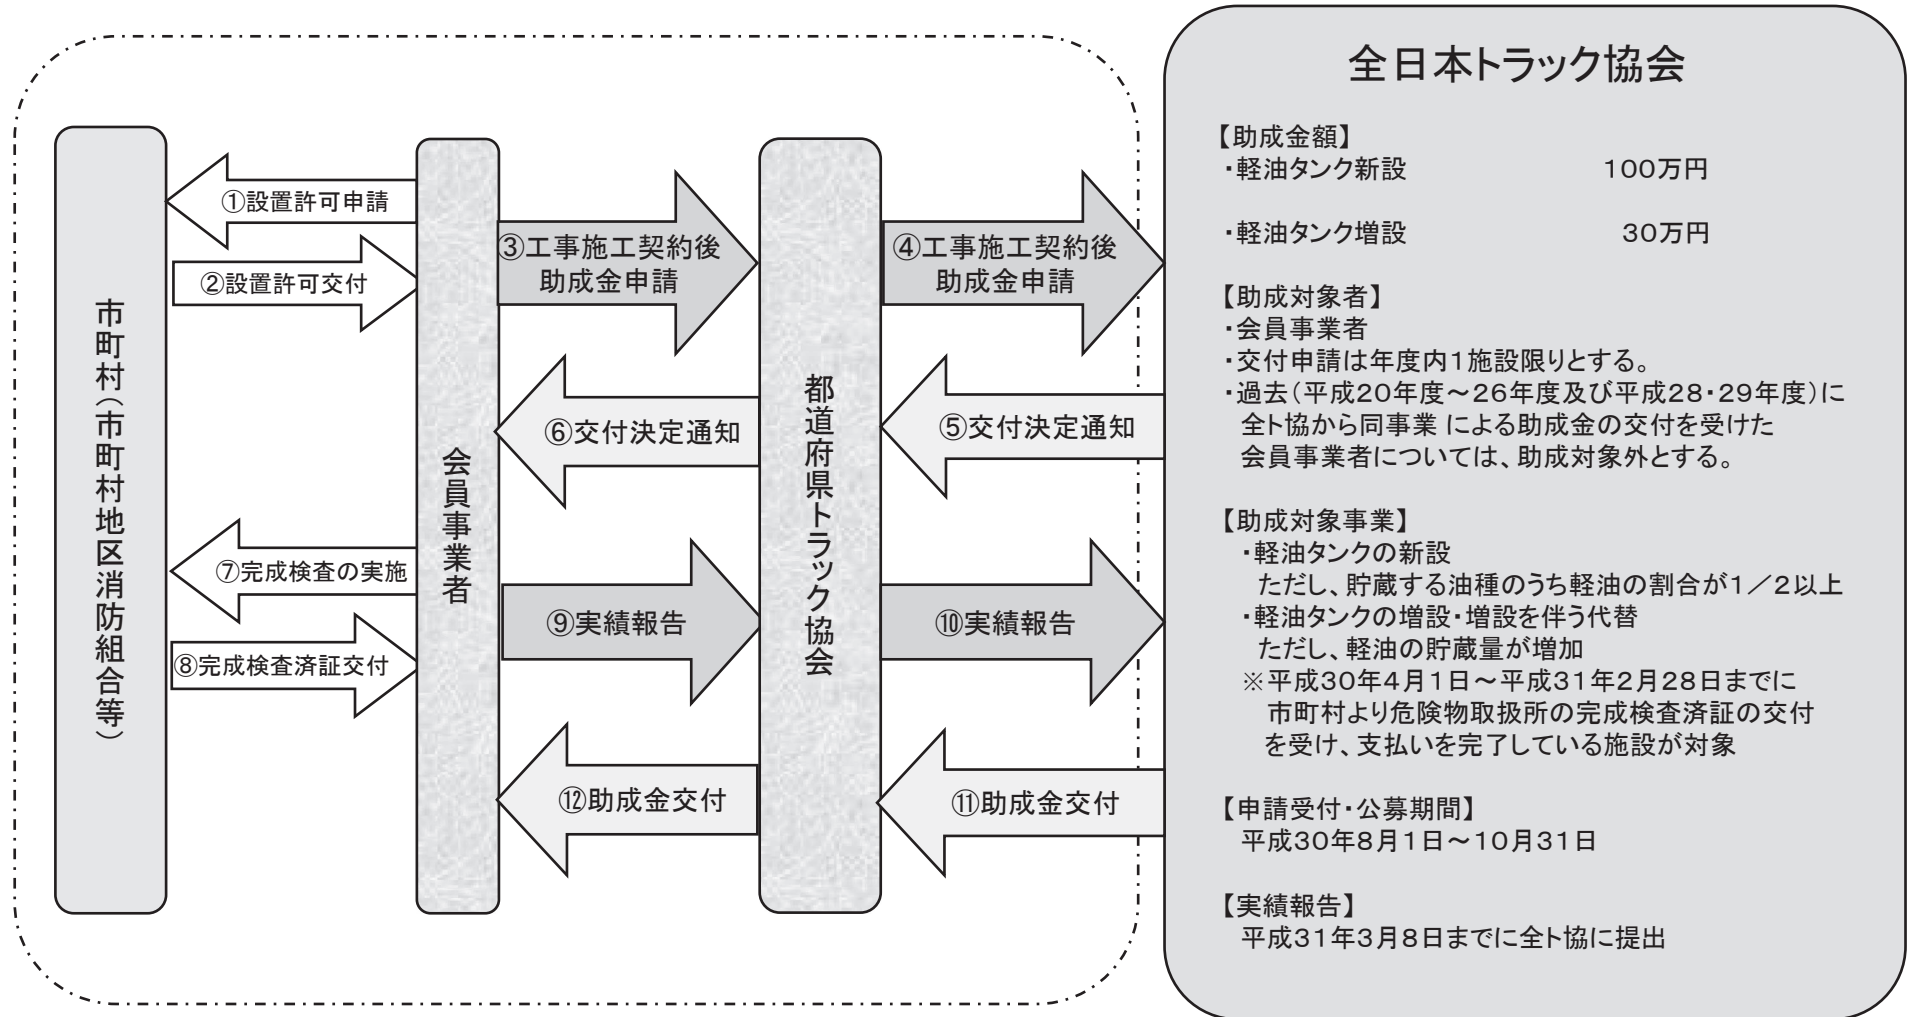 市町村（市町村地区消防組合等）
①設置許可申請
②設置許可交付
⑦完成検査の実施
⑧完成検査済証交付
会員事業者
③工事施工契約後
助成金申請
⑥交付決定通知
⑨実績報告
⑫助成金交付
都道府県トラック協会
④工事施工契約後
助成金申請
⑤交付決定通知
⑩実績報告
⑪助成金交付
全日本トラック協会
【助成金額】
・軽油タンク新設 １００万円
・軽油タンク増設 ３０万円
【助成対象者】
・会員事業者
・交付申請は年度内１施設限りとする。
・過去（平成２０年度～２６年度及び平成２８・２９年度）に
全ト協から同事業 による助成金の交付を受けた
会員事業者については、助成対象外とする。
【助成対象事業】
・軽油タンクの新設
ただし、貯蔵する油種のうち軽油の割合が１／２以上
・軽油タンクの増設・増設を伴う代替
ただし、軽油の貯蔵量が増加
※平成３０年４月１日～平成３１年２月２８日までに
市町村より危険物取扱所の完成検査済証の交付
を受け、支払いを完了している施設が対象
【申請受付・公募期間】
平成３０年８月１日～１０月３１日
【実績報告】
平成３１年３月８日までに全ト協に提出